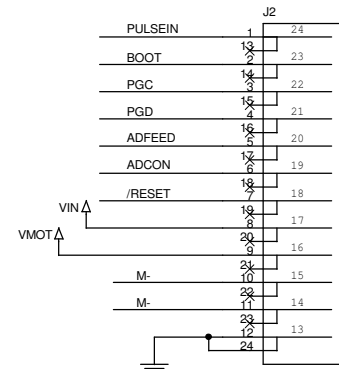 J2
PULSEIN 1 24
13
BOOT 2 23
14
PGC 3 22
15
PGD 4 21
16
ADFEED 5 20
17
ADCON 6 19
18
/RESET 7 18
19
VIN 8 17
20
VMOT 9 16
21
M- 10 15
22
M- 11 14
23
12 13
24